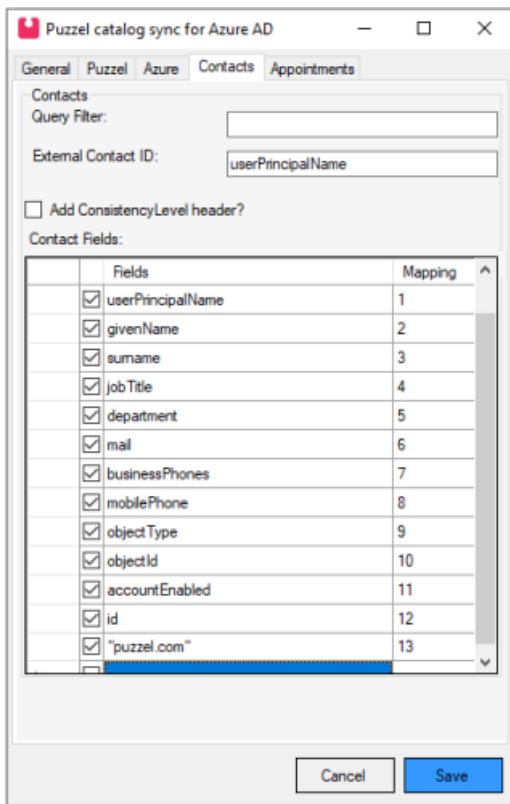 Puzzel catalog sync for Azure AD
General Puzzel Azure Contacts Appointments
Contacts
Query Filter:
External Contact ID: userPrincipalName
Add ConsistencyLevel header?
Contact Fields:
Fields Mapping
userPrincipalName 1
givenName 2
surname 3
jobTitle 4
department 5
mail 6
businessPhones 7
mobilePhone 8
objectType 9
objectId 10
accountEnabled 11
id 12
"puzzel.com" 13
Cancel Save